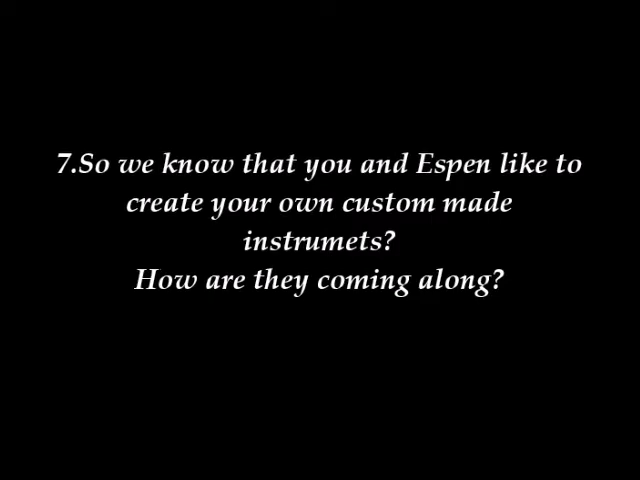 7.So we know that you and Espen like to
create your own custom made
instrumets?
How are they coming along?